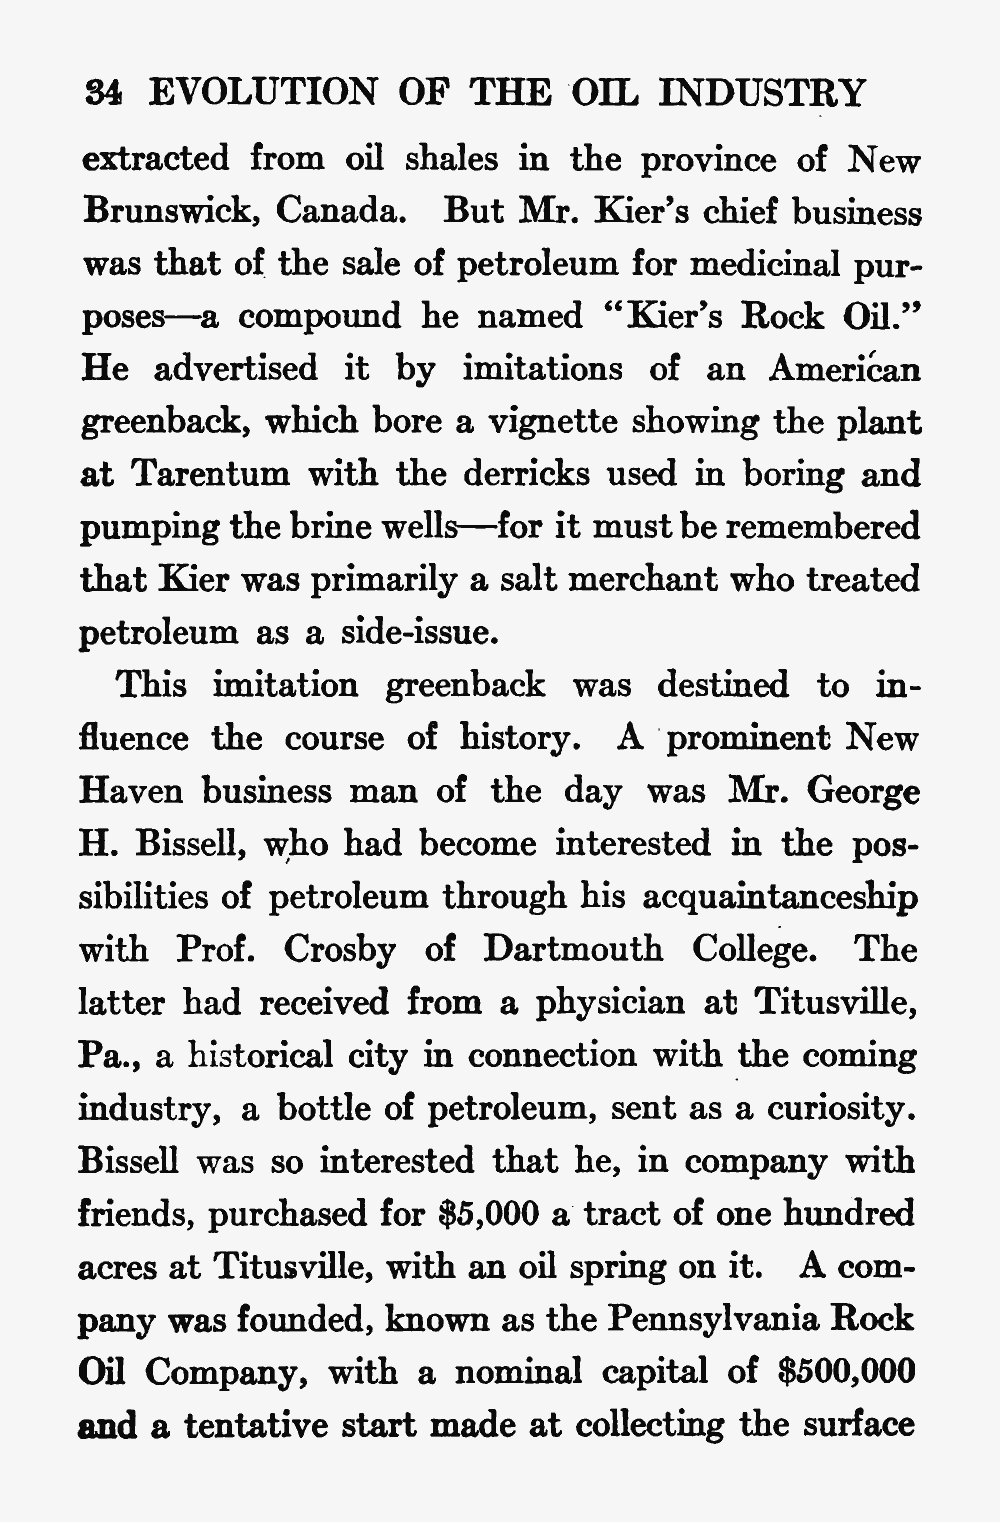 34 EVOLUTION OF THE OIL INDUSTRY
extracted from oil shales in the province of New
Brunswick, Canada. But Mr. Kier's chief business
was that of the sale of petroleum for medicinal pur-
poses—a compound he named “Kier's Rock Oil.”
He advertised it by imitations of an American
greenback, which bore a vignette showing the plant
at Tarentum with the derricks used in boring and
pumping the brine wells—for it must be remembered
that Kier was primarily a salt merchant who treated
petroleum as a side-issue.
This imitation greenback was destined to in-
fluence the course of history. A prominent New
Haven business man of the day was Mr. George
H. Bissell, who had become interested in the pos-
sibilities of petroleum through his acquaintanceship
with Prof. Crosby of Dartmouth College. The
latter had received from a physician at Titusville,
Pa., a historical city in connection with the coming
industry, a bottle of petroleum, sent as a curiosity.
Bissell was so interested that he, in company with
friends, purchased for $5,000 a tract of one hundred
acres at Titusville, with an oil spring on it. A com-
pany was founded, known as the Pennsylvania Rock
Oil Company, with a nominal capital of $500,000
and a tentative start made at collecting the surface